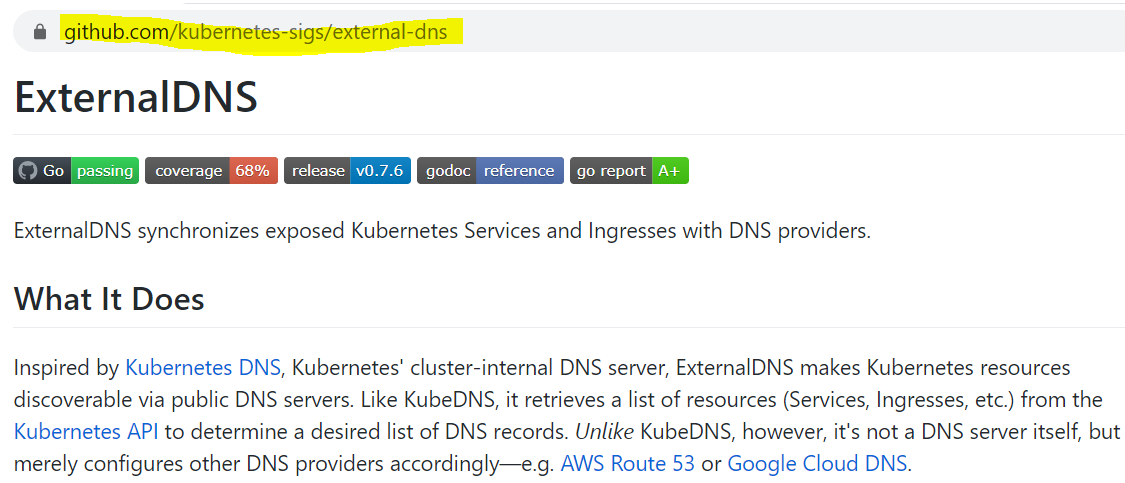 github.com/kubernetes-sigs/external-dns
ExternalDNS
Go passing coverage 68% release v0.7.6 godoc reference go report A+
ExternalDNS synchronizes exposed Kubernetes Services and Ingresses with DNS providers.
What It Does
Inspired by Kubernetes DNS, Kubernetes' cluster-internal DNS server, ExternalDNS makes Kubernetes resources
discoverable via public DNS servers. Like KubeDNS, it retrieves a list of resources (Services, Ingresses, etc.) from the
Kubernetes API to determine a desired list of DNS records. Unlike KubeDNS, however, it's not a DNS server itself, but
merely configures other DNS providers accordingly—e.g. AWS Route 53 or Google Cloud DNS.